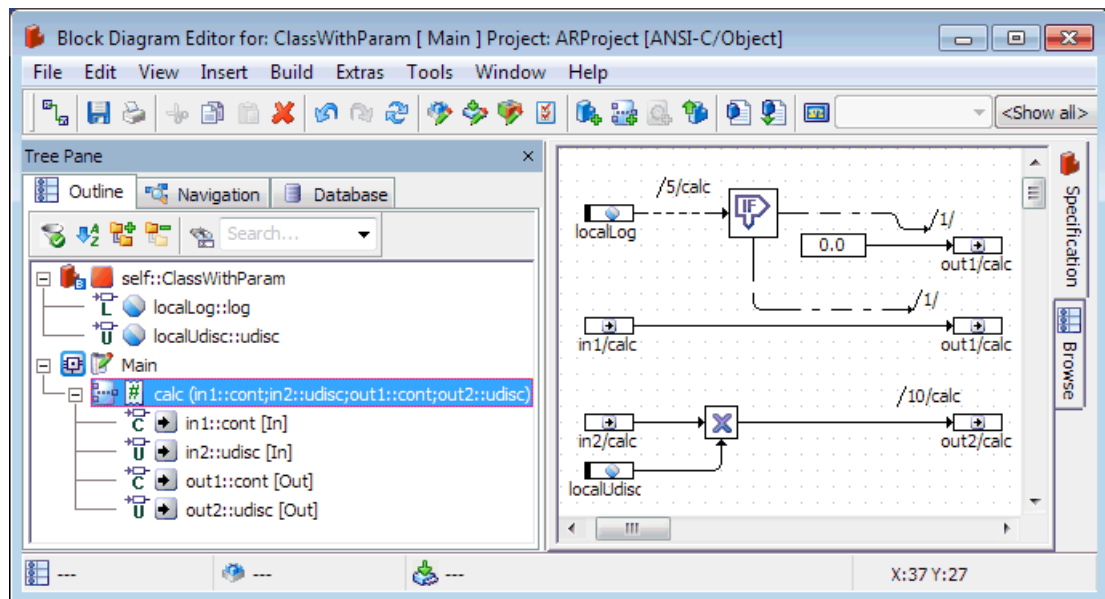 Block Diagram Editor for: ClassWithParam [ Main ] Project: ARProject [ANSI-C/Object]
File Edit View Insert Build Extras Tools Window Help
<Show all>
Tree Pane
Outline Navigation Database
Search...
self::ClassWithParam
L localLog::log
U localUdisc::udisc
Main
calc (in1::cont;in2::udisc;out1::cont;out2::udisc)
C in1::cont [In]
U in2::udisc [In]
C out1::cont [Out]
U out2::udisc [Out]
/5/calc
IF
localLog
/1/
0.0
out1/calc
/1/
in1/calc
out1/calc
/10/calc
in2/calc
out2/calc
localUdisc
Specification
Browse
--- --- ---
X:37 Y:27